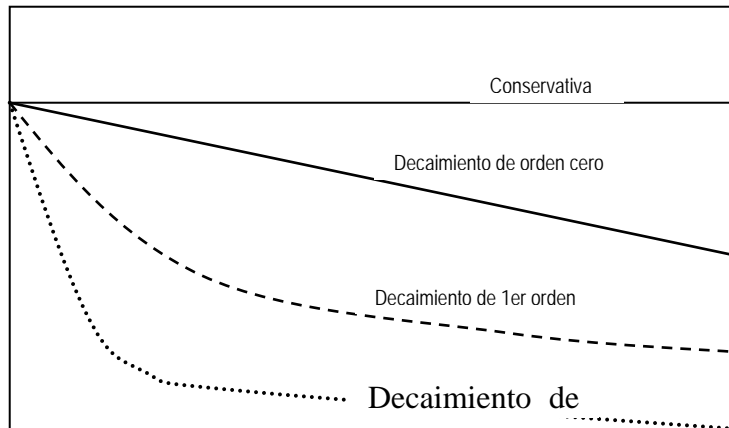 Conservativa
Decaimiento de orden cero
Decaimiento de 1er orden
Decaimiento de